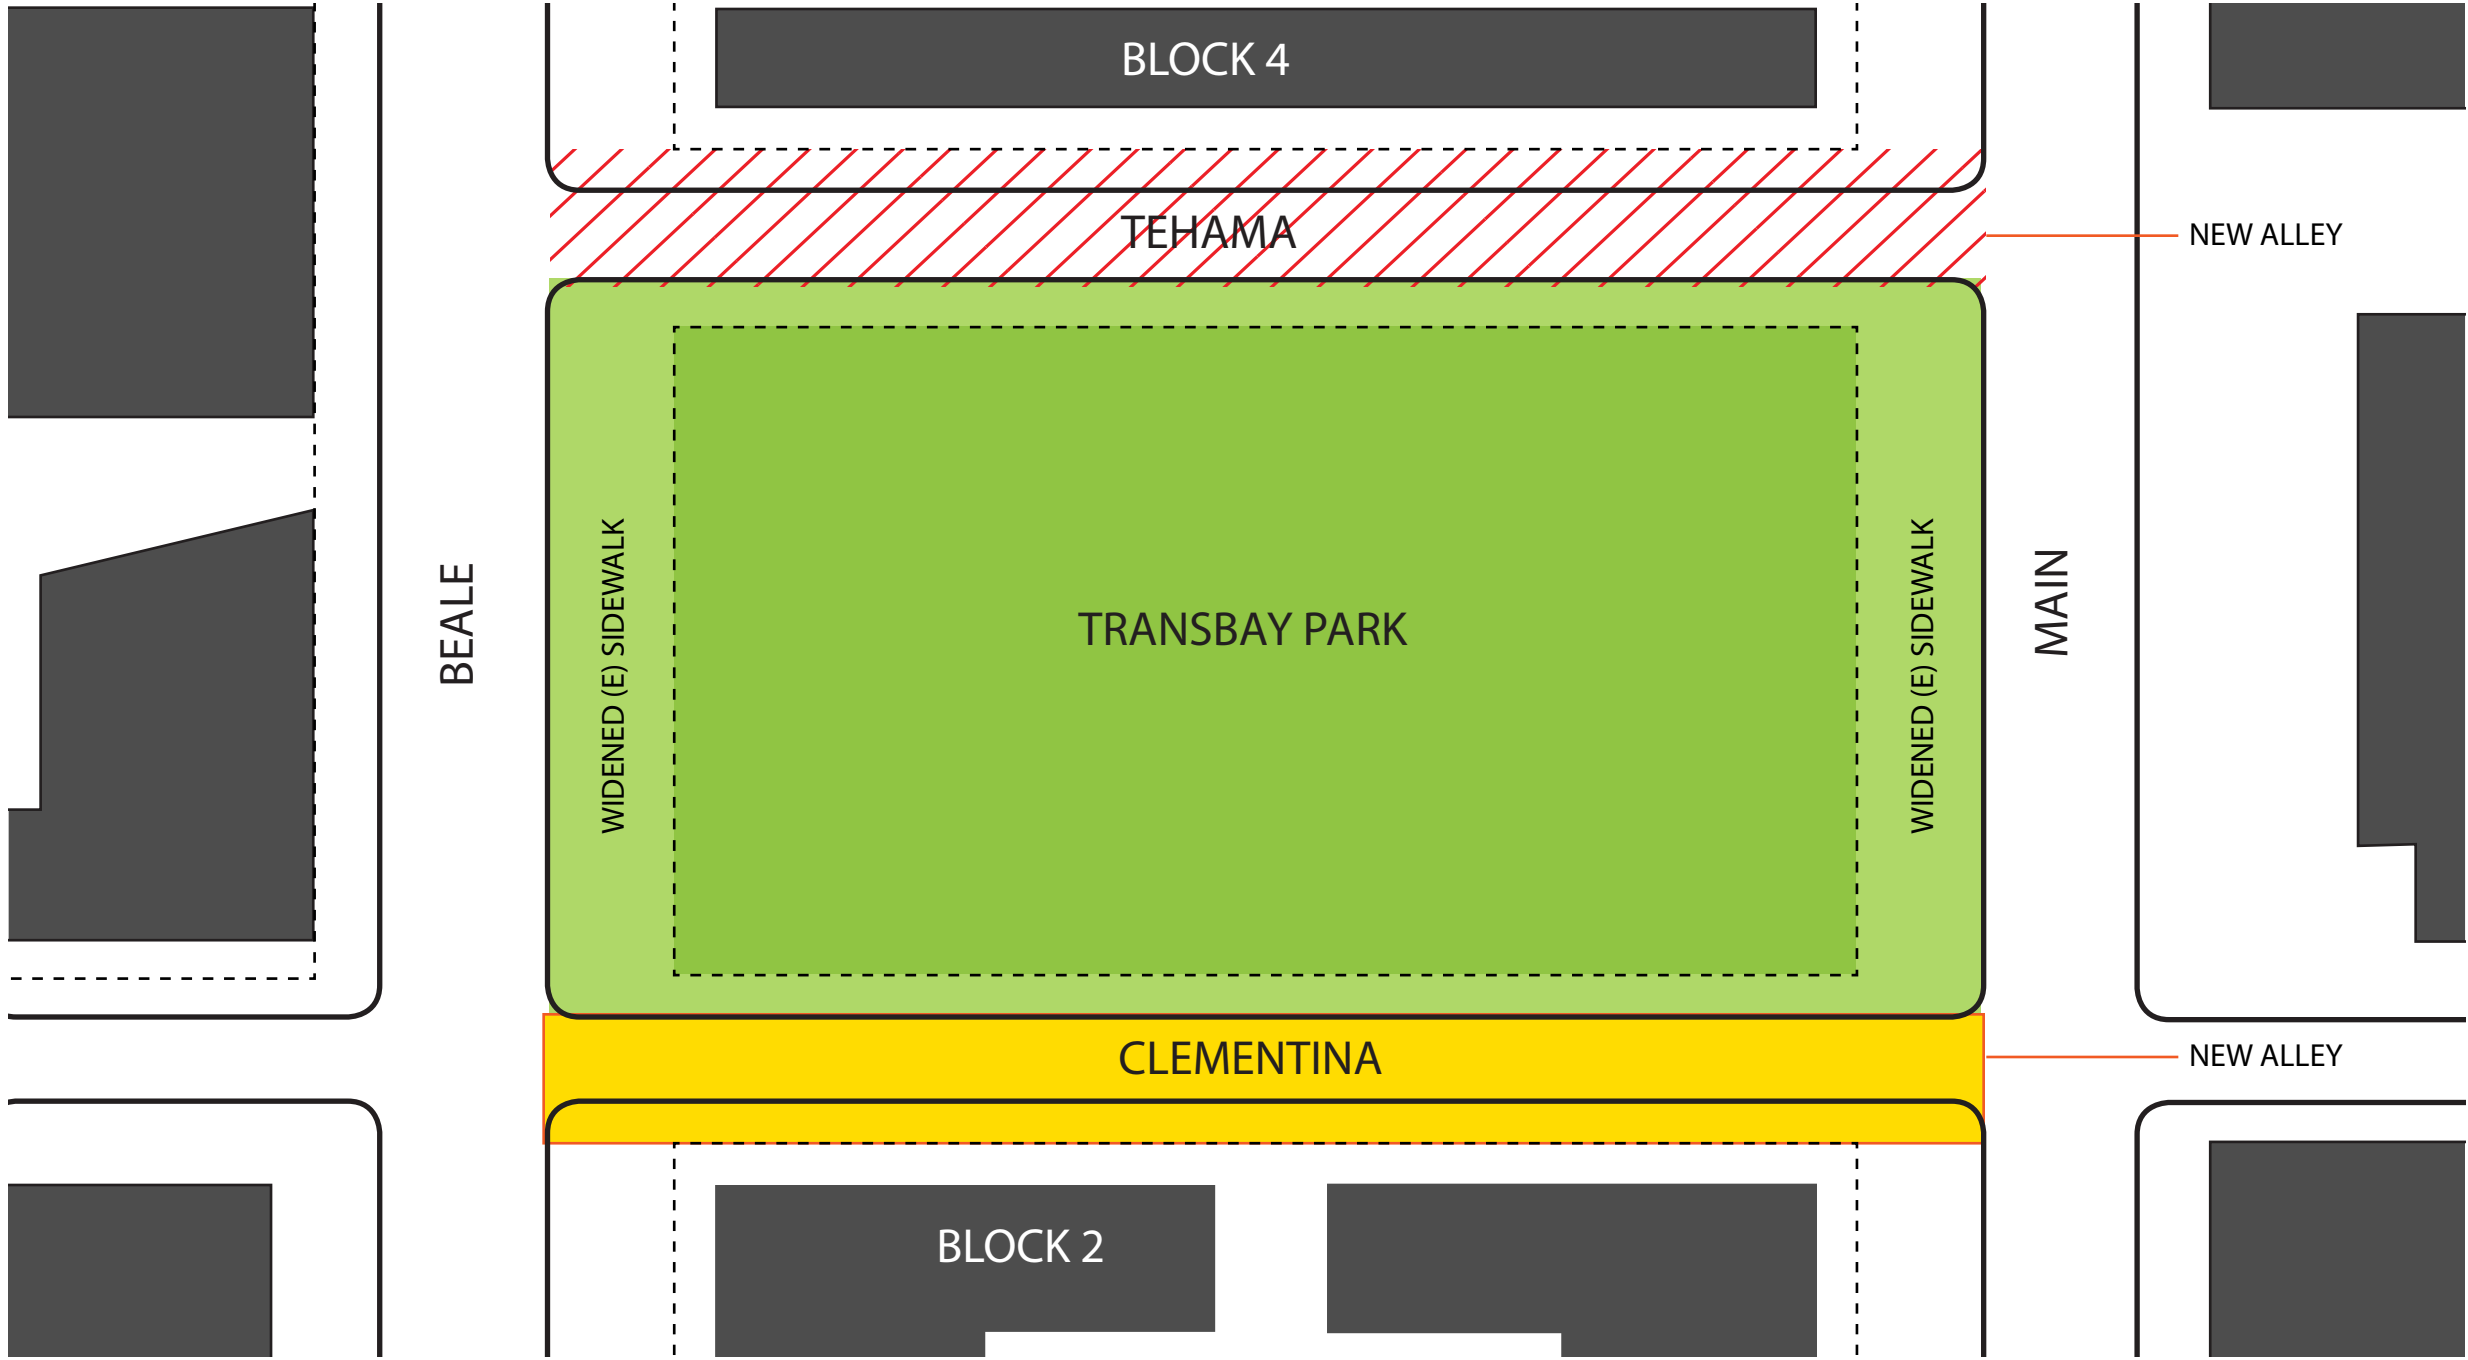 BLOCK 4
TEHAMA
NEW ALLEY
BEALE
WIDENED (E) SIDEWALK
TRANSBAY PARK
WIDENED (E) SIDEWALK
MAIN
CLEMENTINA
NEW ALLEY
BLOCK 2